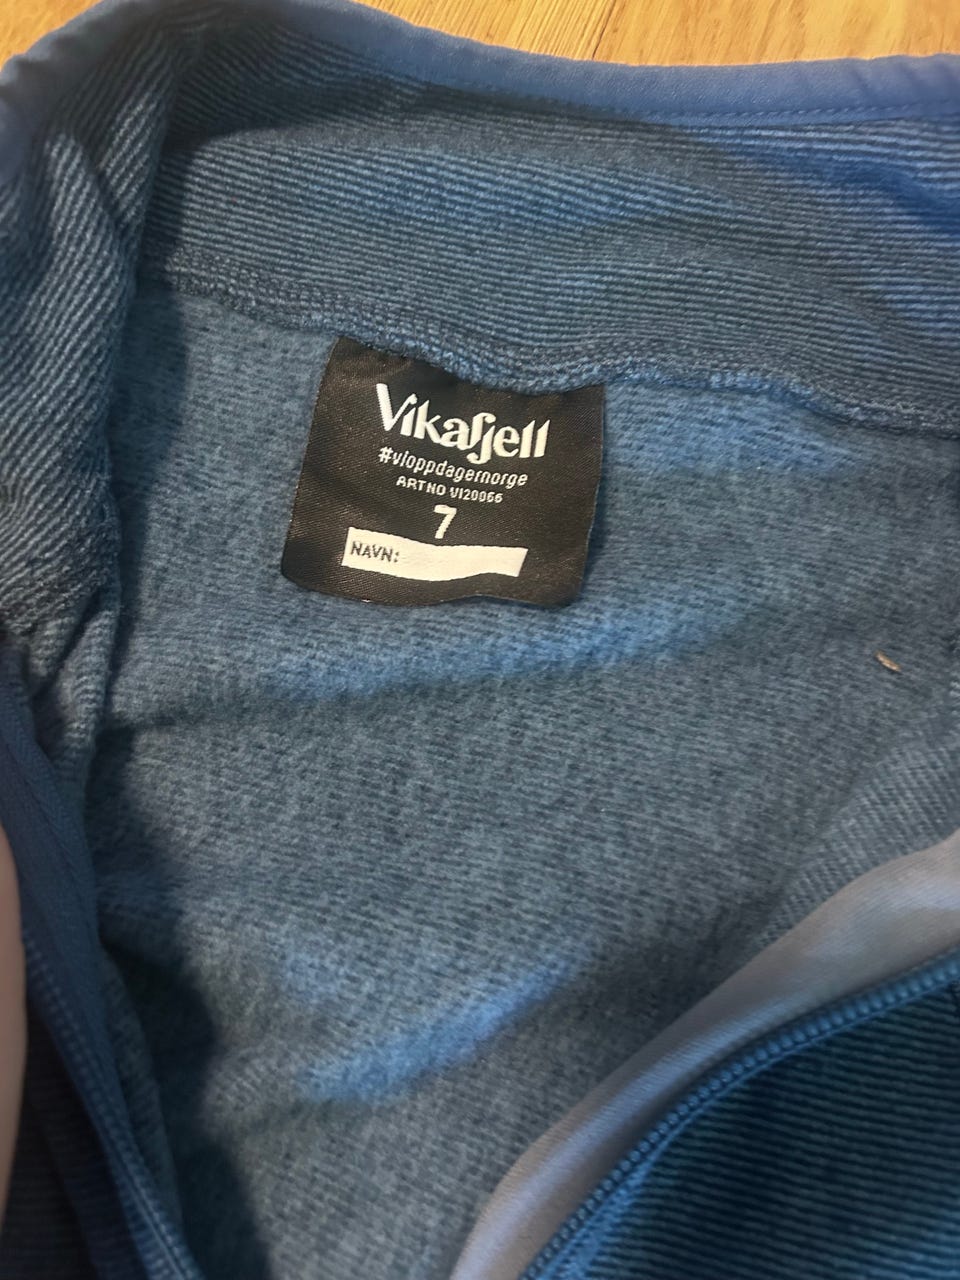 Vikafjell
#vioppdagernorge
ART NO VI20066
7
NAVN: